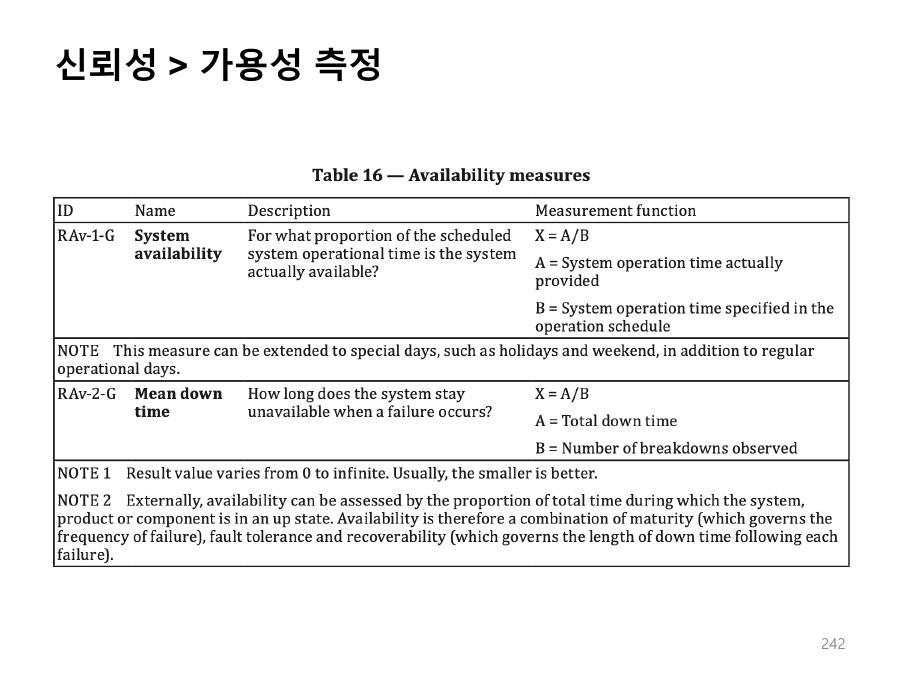 신뢰성 > 가용성 측정
Table 16 — Availability measures
ID Name Description Measurement function
RAv-1-G System availability For what proportion of the scheduled system operational time is the system actually available? X = A/B
A = System operation time actually provided
B = System operation time specified in the operation schedule
NOTE This measure can be extended to special days, such as holidays and weekend, in addition to regular
operational days.
RAv-2-G Mean down time How long does the system stay unavailable when a failure occurs? X = A/B
A = Total down time
B = Number of breakdowns observed
NOTE 1 Result value varies from 0 to infinite. Usually, the smaller is better.
NOTE 2 Externally, availability can be assessed by the proportion of total time during which the system,
product or component is in an up state. Availability is therefore a combination of maturity (which governs the
frequency of failure), fault tolerance and recoverability (which governs the length of down time following each
failure).
242